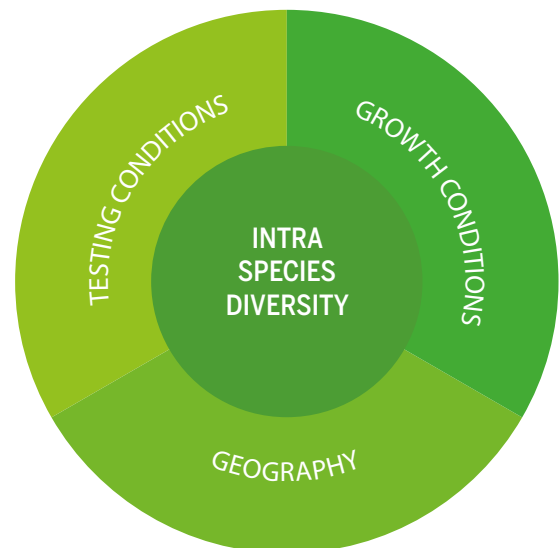 TESTING CONDITIONS
GROWTH CONDITIONS
INTRA
SPECIES
DIVERSITY
GEOGRAPHY